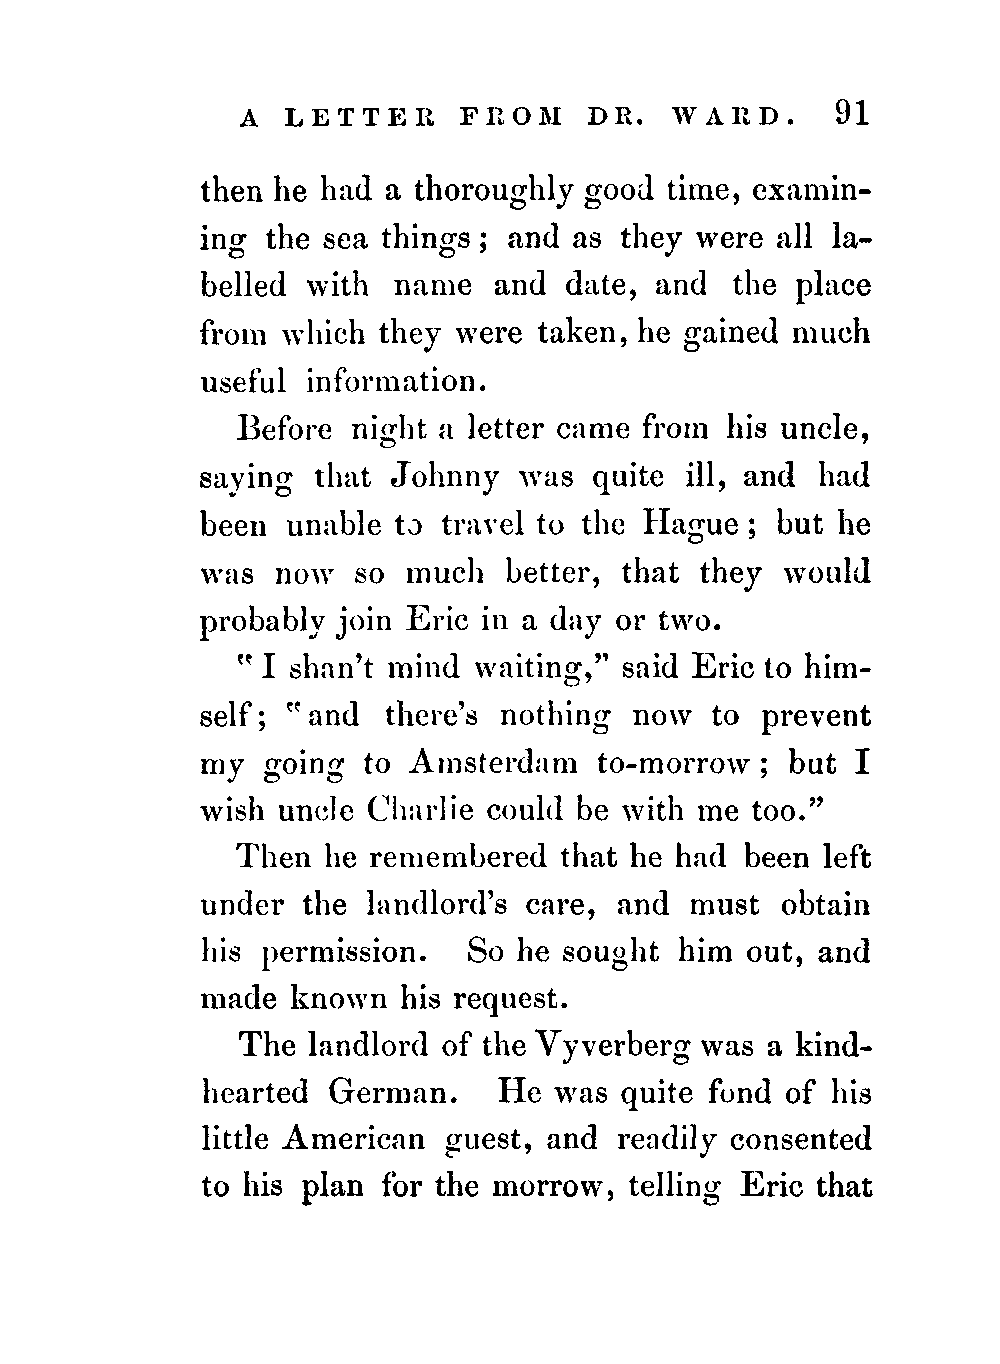 A LETTER FROM DR. WARD. 91
then he had a thoroughly good time, examin-
ing the sea things; and as they were all la-
belled with name and date, and the place
from which they were taken, he gained much
useful information.
Before night a letter came from his uncle,
saying that Johnny was quite ill, and had
been unable to travel to the Hague; but he
was now so much better, that they would
probably join Eric in a day or two.
"I shan't mind waiting," said Eric to him-
self; "and there's nothing now to prevent
my going to Amsterdam to-morrow; but I
wish uncle Charlie could be with me too."
Then he remembered that he had been left
under the landlord's care, and must obtain
his permission. So he sought him out, and
made known his request.
The landlord of the Vyverberg was a kind-
hearted German. He was quite fond of his
little American guest, and readily consented
to his plan for the morrow, telling Eric that